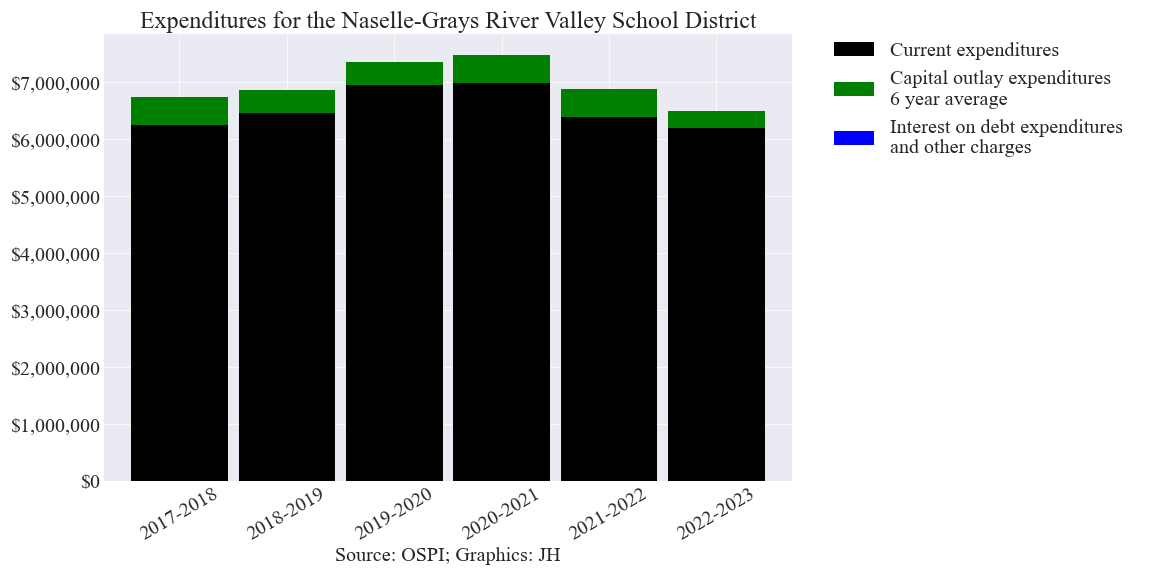 Expenditures for the Naselle-Grays River Valley School District
$7,000,000
$6,000,000
$5,000,000
$4,000,000
$3,000,000
$2,000,000
$1,000,000
$0
2017-2018
2018-2019
2019-2020
2020-2021
2021-2022
2022-2023
Source: OSPI; Graphics: JH
Current expenditures
Capital outlay expenditures
6 year average
Interest on debt expenditures
and other charges